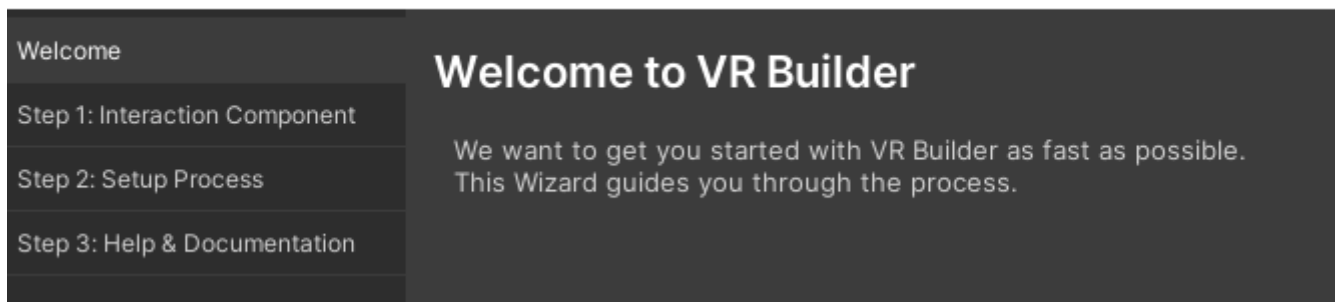 Welcome
Step 1: Interaction Component
Step 2: Setup Process
Step 3: Help & Documentation
Welcome to VR Builder
We want to get you started with VR Builder as fast as possible.
This Wizard guides you through the process.